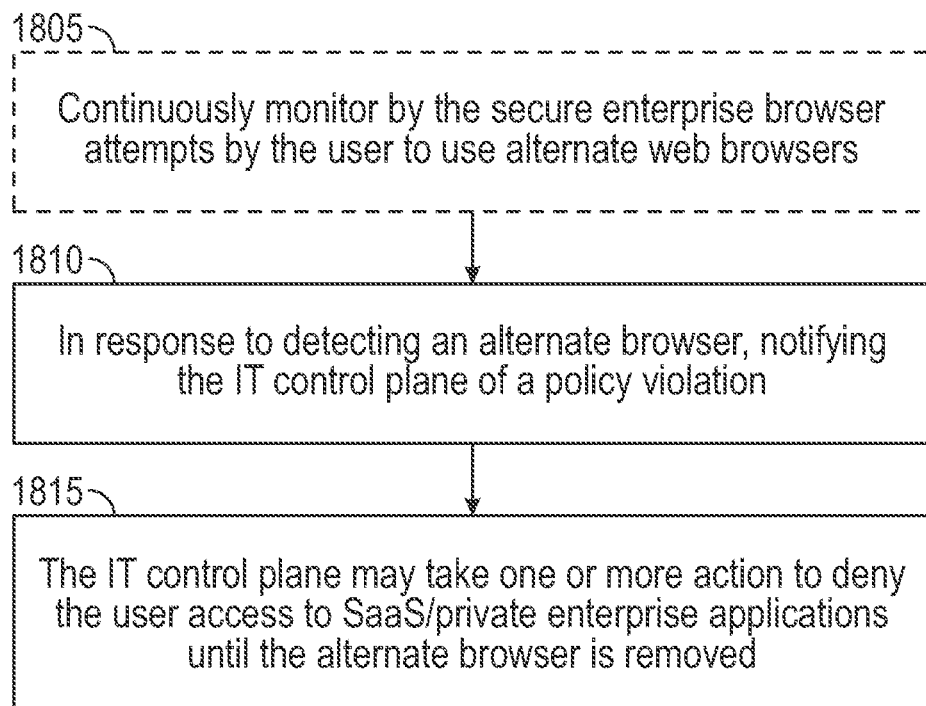 1805
Continuously monitor by the secure enterprise browser
attempts by the user to use alternate web browsers
1810
In response to detecting an alternate browser, notifying
the IT control plane of a policy violation
1815
The IT control plane may take one or more action to deny
the user access to SaaS/private enterprise applications
until the alternate browser is removed